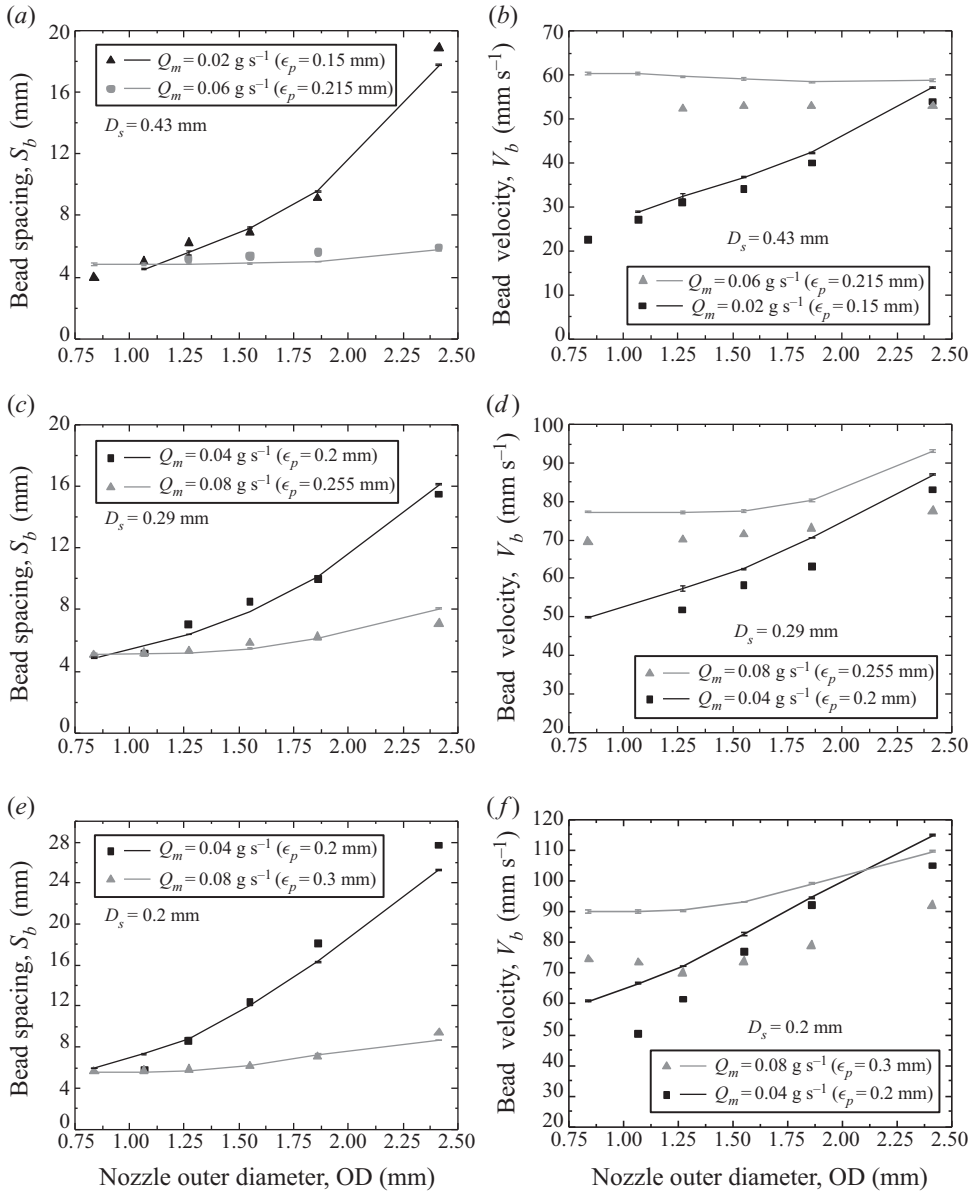 (a)
20
16
12
8
4
0
Bead spacing, S_b (mm)
Q_m = 0.02 g s⁻¹ (ϵ_p = 0.15 mm)
Q_m = 0.06 g s⁻¹ (ϵ_p = 0.215 mm)
D_s = 0.43 mm
0.75 1.00 1.25 1.50 1.75 2.00 2.25 2.50
(b)
80
70
60
50
40
30
20
10
0
Bead velocity, V_b (mm s⁻¹)
D_s = 0.43 mm
Q_m = 0.06 g s⁻¹ (ϵ_p = 0.215 mm)
Q_m = 0.02 g s⁻¹ (ϵ_p = 0.15 mm)
0.75 1.00 1.25 1.50 1.75 2.00 2.25 2.50
(c)
20
16
12
8
4
0
Bead spacing, S_b (mm)
Q_m = 0.04 g s⁻¹ (ϵ_p = 0.2 mm)
Q_m = 0.08 g s⁻¹ (ϵ_p = 0.255 mm)
D_s = 0.29 mm
0.75 1.00 1.25 1.50 1.75 2.00 2.25 2.50
(d)
100
90
80
70
60
50
40
30
20
Bead velocity, V_b (mm s⁻¹)
D_s = 0.29 mm
Q_m = 0.08 g s⁻¹ (ϵ_p = 0.255 mm)
Q_m = 0.04 g s⁻¹ (ϵ_p = 0.2 mm)
0.75 1.00 1.25 1.50 1.75 2.00 2.25 2.50
(e)
28
24
20
16
12
8
4
0
Bead spacing, S_b (mm)
Q_m = 0.04 g s⁻¹ (ϵ_p = 0.2 mm)
Q_m = 0.08 g s⁻¹ (ϵ_p = 0.3 mm)
D_s = 0.2 mm
0.75 1.00 1.25 1.50 1.75 2.00 2.25 2.50
Nozzle outer diameter, OD (mm)
(f)
120
110
100
90
80
70
60
50
40
30
20
Bead velocity, V_b (mm s⁻¹)
D_s = 0.2 mm
Q_m = 0.08 g s⁻¹ (ϵ_p = 0.3 mm)
Q_m = 0.04 g s⁻¹ (ϵ_p = 0.2 mm)
0.75 1.00 1.25 1.50 1.75 2.00 2.25 2.50
Nozzle outer diameter, OD (mm)